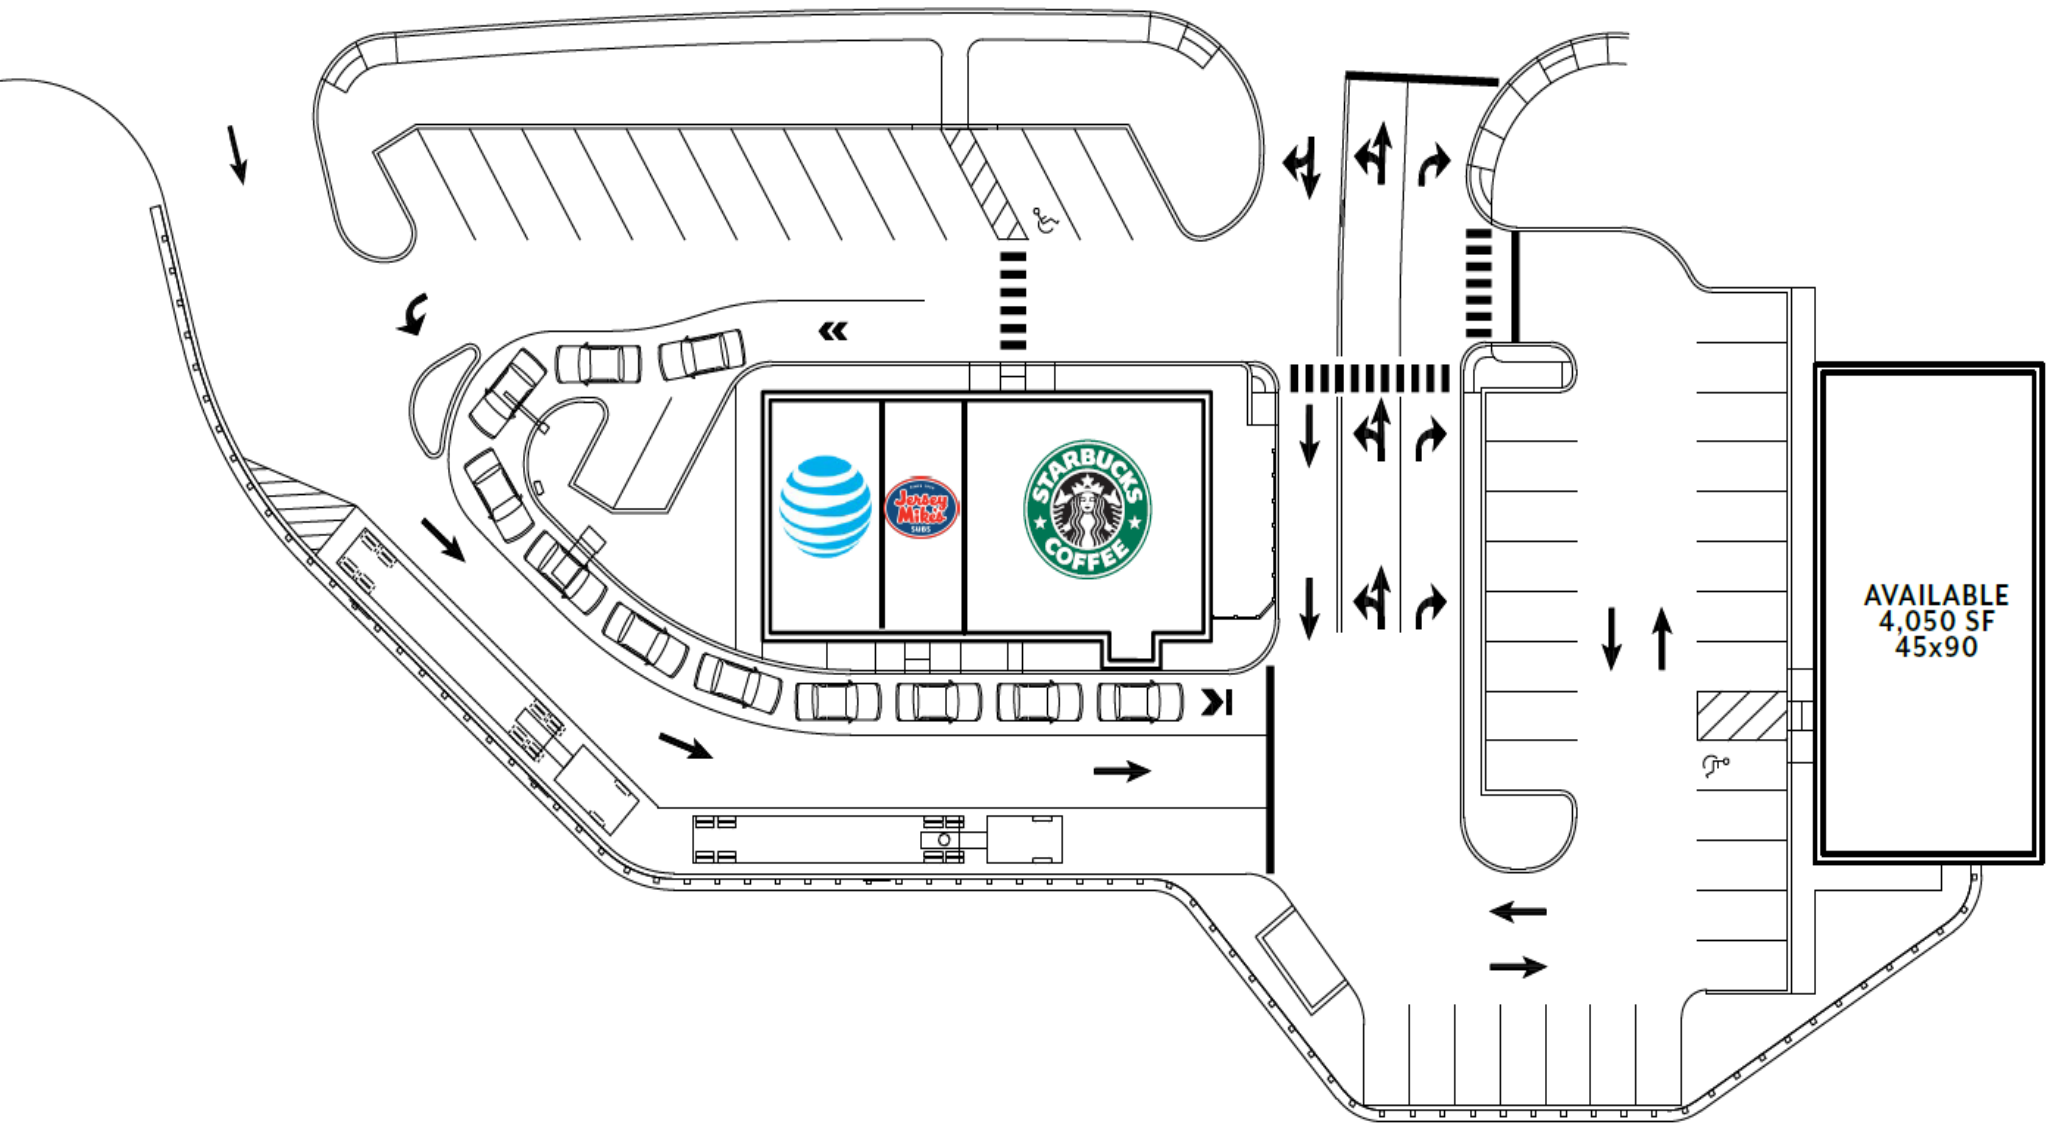 Jersey
Mike's
SUBS
STARBUCKS
COFFEE
AVAILABLE
4,050 SF
45x90